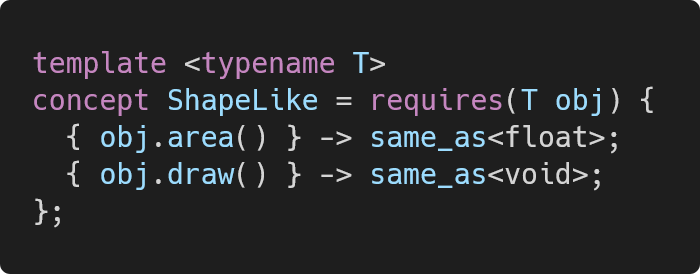 template <typename T>
concept ShapeLike = requires(T obj) {
  { obj.area() } -> same_as<float>;
  { obj.draw() } -> same_as<void>;
};